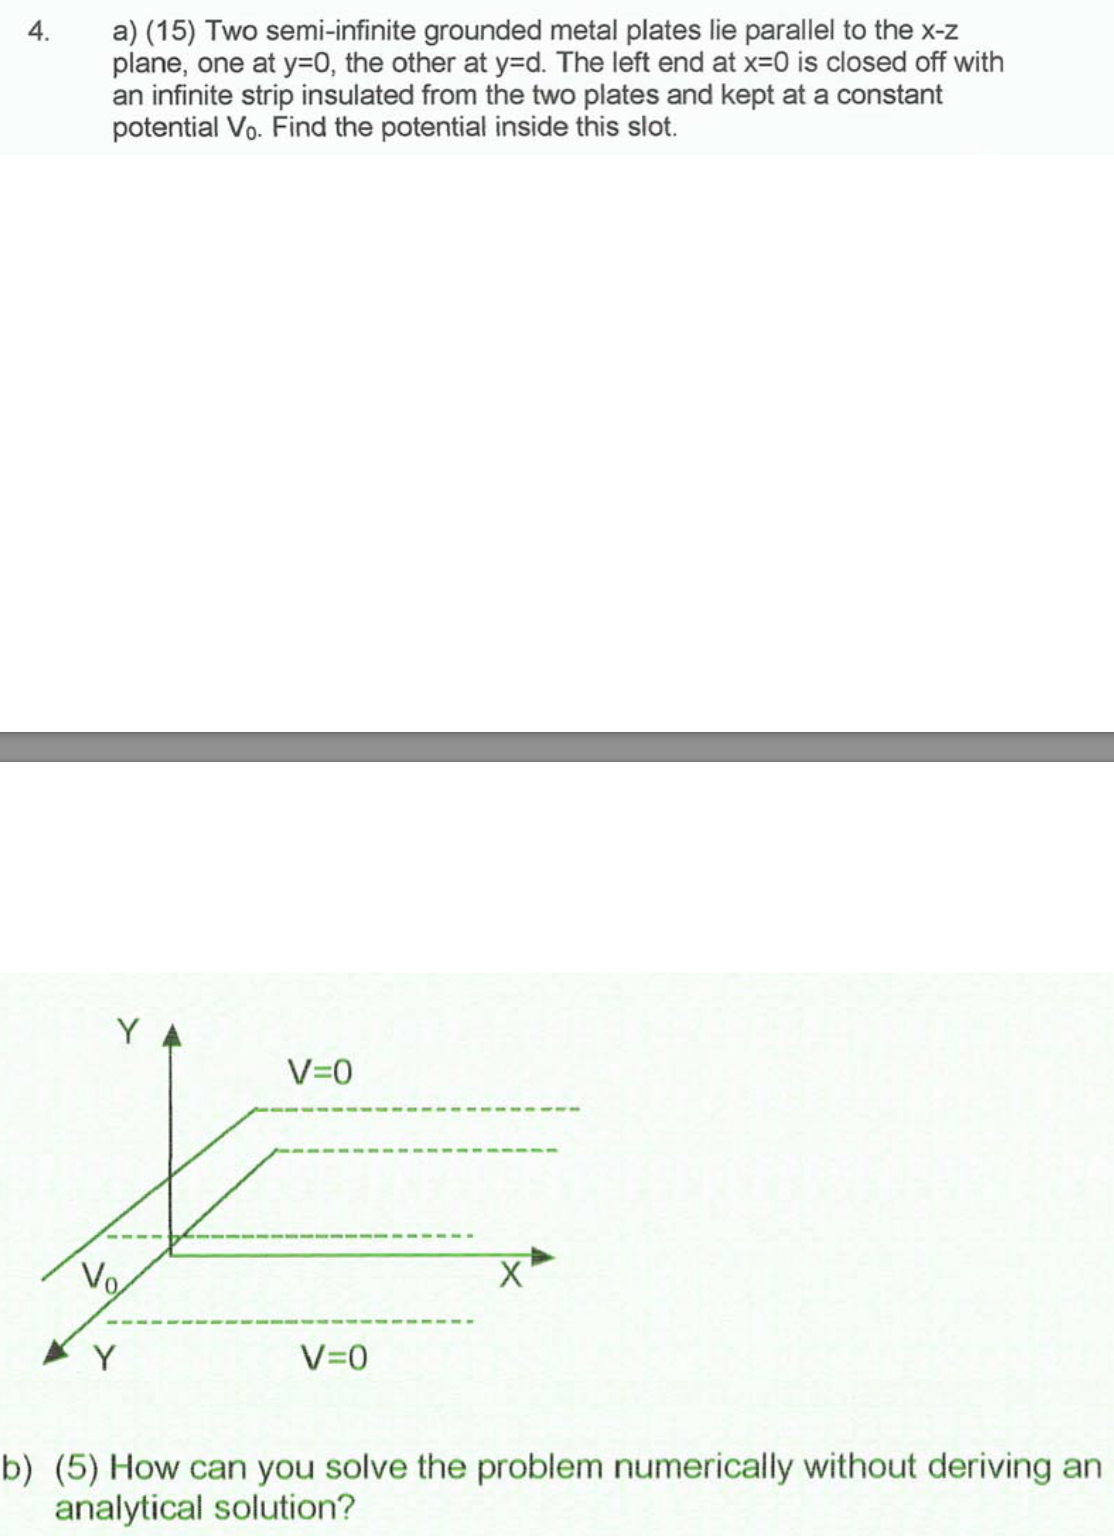 4. a) (15) Two semi-infinite grounded metal plates lie parallel to the x-z
plane, one at y=0, the other at y=d. The left end at x=0 is closed off with
an infinite strip insulated from the two plates and kept at a constant
potential V₀. Find the potential inside this slot.
Y
V=0
V₀
X
Y
V=0
b) (5) How can you solve the problem numerically without deriving an
analytical solution?